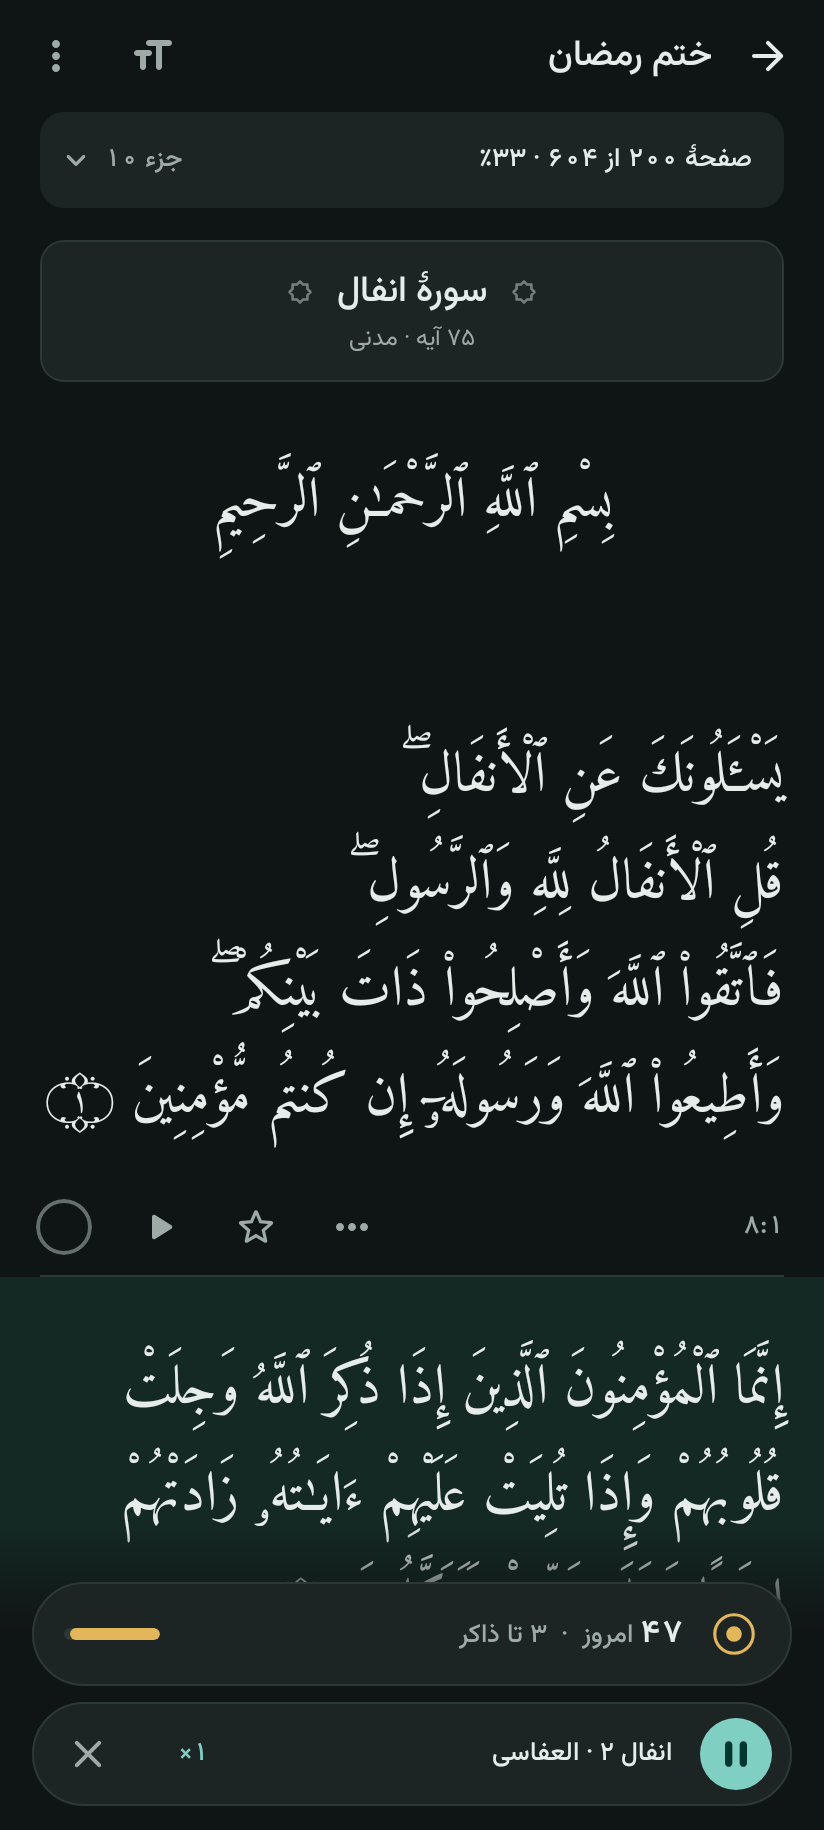 ختم رمضان
صفحهٔ ۲۰۰ از ۶۰۴ · ۳۳٪ جزء ۱۰
سورهٔ انفال
۷۵ آیه · مدنی
بِسْمِ ٱللَّهِ ٱلرَّحْمَـٰنِ ٱلرَّحِيمِ
يَسْـَٔلُونَكَ عَنِ ٱلْأَنفَالِ ۖ
قُلِ ٱلْأَنفَالُ لِلَّهِ وَٱلرَّسُولِ ۖ
فَٱتَّقُوا۟ ٱللَّهَ وَأَصْلِحُوا۟ ذَاتَ بَيْنِكُمْ ۖ
وَأَطِيعُوا۟ ٱللَّهَ وَرَسُولَهُۥٓ إِن كُنتُم مُّؤْمِنِينَ ١
۸:۱
إِنَّمَا ٱلْمُؤْمِنُونَ ٱلَّذِينَ إِذَا ذُكِرَ ٱللَّهُ وَجِلَتْ
قُلُوبُهُمْ وَإِذَا تُلِيَتْ عَلَيْهِمْ ءَايَـٰتُهُۥ زَادَتْهُمْ
۴۷ امروز · ۳ تا ذاکر
انفال ۲ · العفاسی ۱×